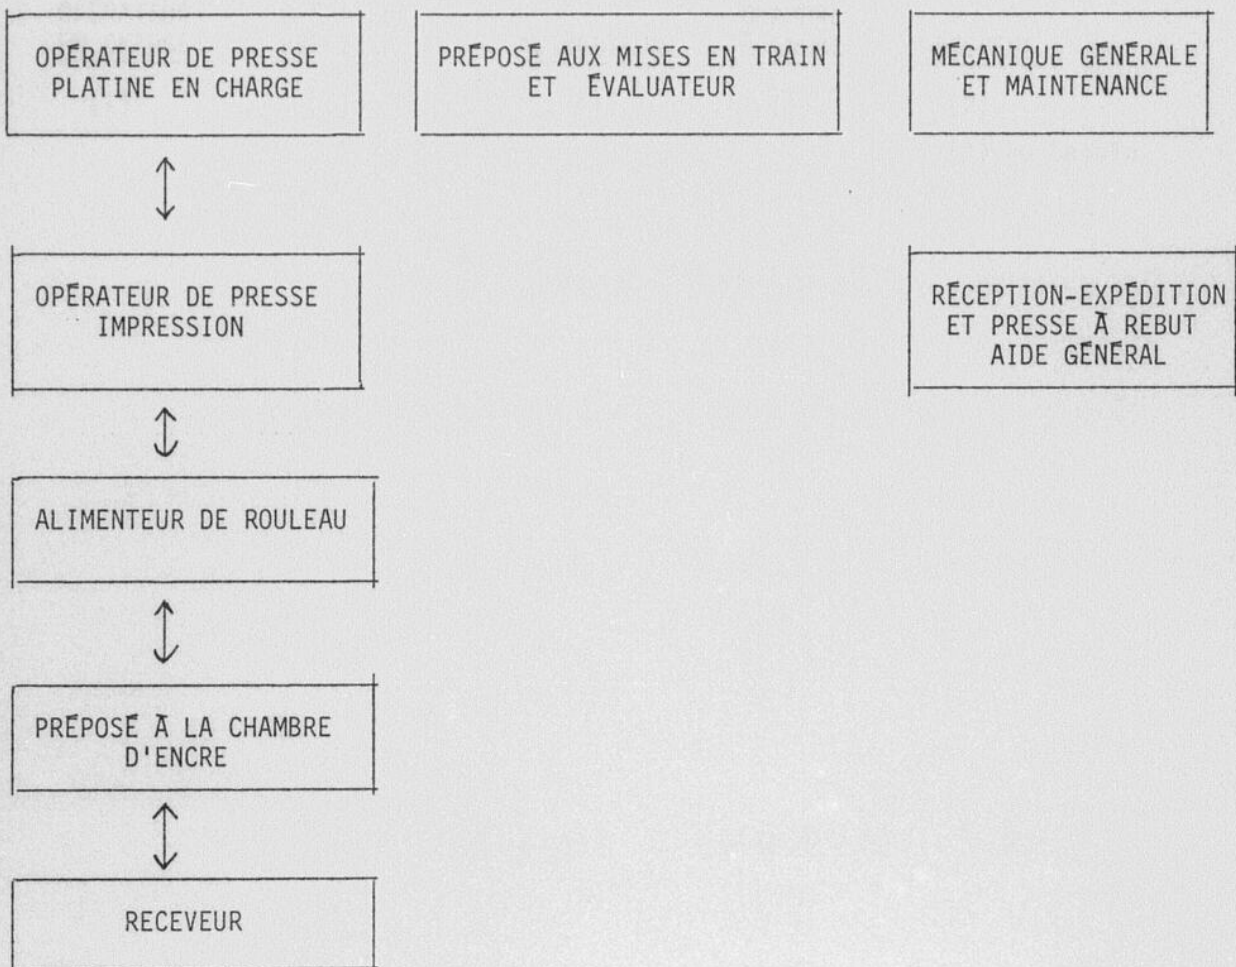 OPÉRATEUR DE PRESSE
PLATINE EN CHARGE
PRÉPOSÉ AUX MISES EN TRAIN
ET ÉVALUATEUR
MÉCANIQUE GÉNÉRALE
ET MAINTENANCE
OPÉRATEUR DE PRESSE
IMPRESSION
RÉCEPTION-EXPÉDITION
ET PRESSE À REBUT
AIDE GÉNÉRAL
ALIMENTEUR DE ROULEAU
PRÉPOSÉ À LA CHAMBRE
D'ENCRE
RECEVEUR